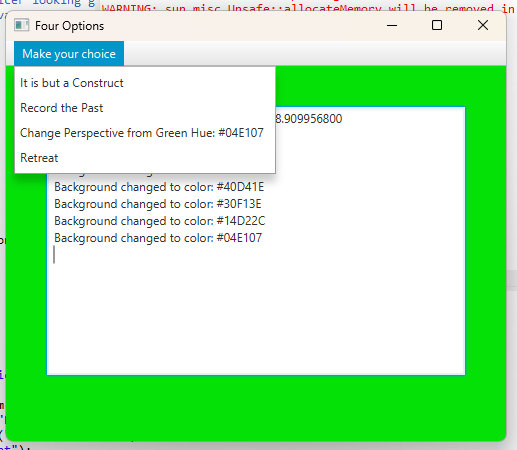 WARNING: sun.misc.Unsafe::allocateMemory will be removed in
Four Options
Make your choice
It is but a Construct
Record the Past
Change Perspective from Green Hue: #04E107
Retreat
8.909956800
Background changed to color: #40D41E
Background changed to color: #30F13E
Background changed to color: #14D22C
Background changed to color: #04E107